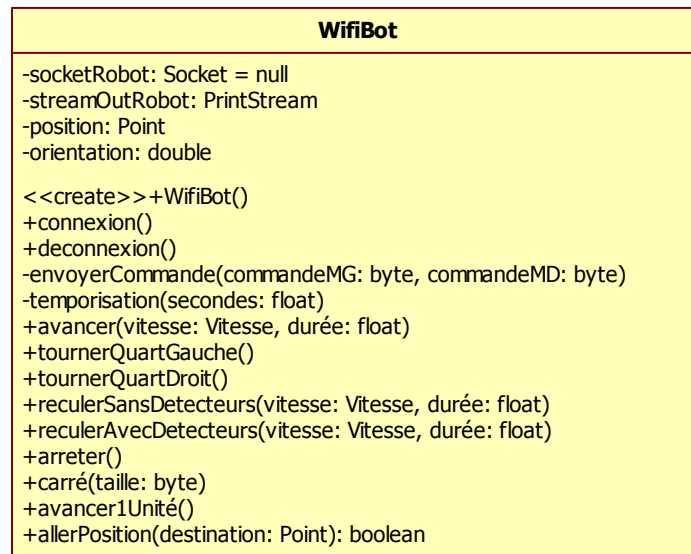 WifiBot
-socketRobot: Socket = null
-streamOutRobot: PrintStream
-position: Point
-orientation: double
<<create>>+WifiBot()
+connexion()
+deconnexion()
-envoyerCommande(commandeMG: byte, commandeMD: byte)
-temporisation(secondes: float)
+avancer(vitesse: Vitesse, durée: float)
+tournerQuartGauche()
+tournerQuartDroit()
+reculerSansDetecteurs(vitesse: Vitesse, durée: float)
+reculerAvecDetecteurs(vitesse: Vitesse, durée: float)
+arreter()
+carré(taille: byte)
+avancer1Unité()
+allerPosition(destination: Point): boolean